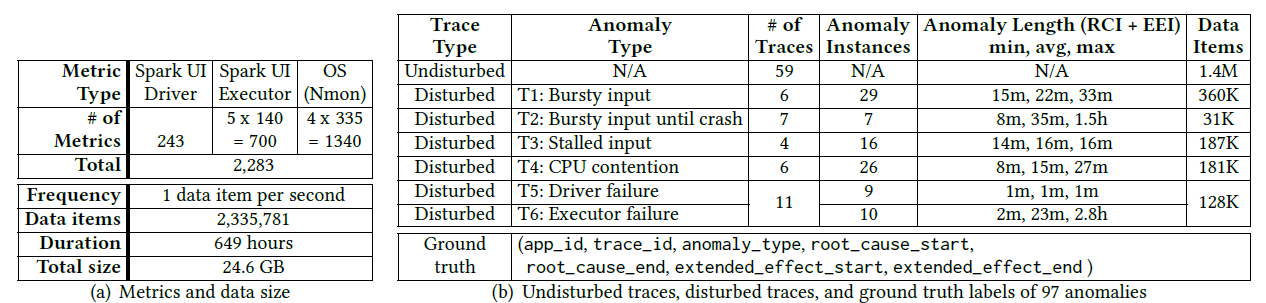 Metric Spark UI Spark UI OS
Type Driver Executor (Nmon)
# of 5 x 140 4 x 335
Metrics 243 = 700 = 1340
Total 2,283
Frequency 1 data item per second
Data items 2,335,781
Duration 649 hours
Total size 24.6 GB
(a) Metrics and data size
Trace Anomaly # of Anomaly Anomaly Length (RCI + EEI) Data
Type Type Traces Instances min, avg, max Items
Undisturbed N/A 59 N/A N/A 1.4M
Disturbed T1: Bursty input 6 29 15m, 22m, 33m 360K
Disturbed T2: Bursty input until crash 7 7 8m, 35m, 1.5h 31K
Disturbed T3: Stalled input 4 16 14m, 16m, 16m 187K
Disturbed T4: CPU contention 6 26 8m, 15m, 27m 181K
Disturbed T5: Driver failure 11 9 1m, 1m, 1m 128K
Disturbed T6: Executor failure 10 2m, 23m, 2.8h
Ground (app_id, trace_id, anomaly_type, root_cause_start,
truth root_cause_end, extended_effect_start, extended_effect_end )
(b) Undisturbed traces, disturbed traces, and ground truth labels of 97 anomalies